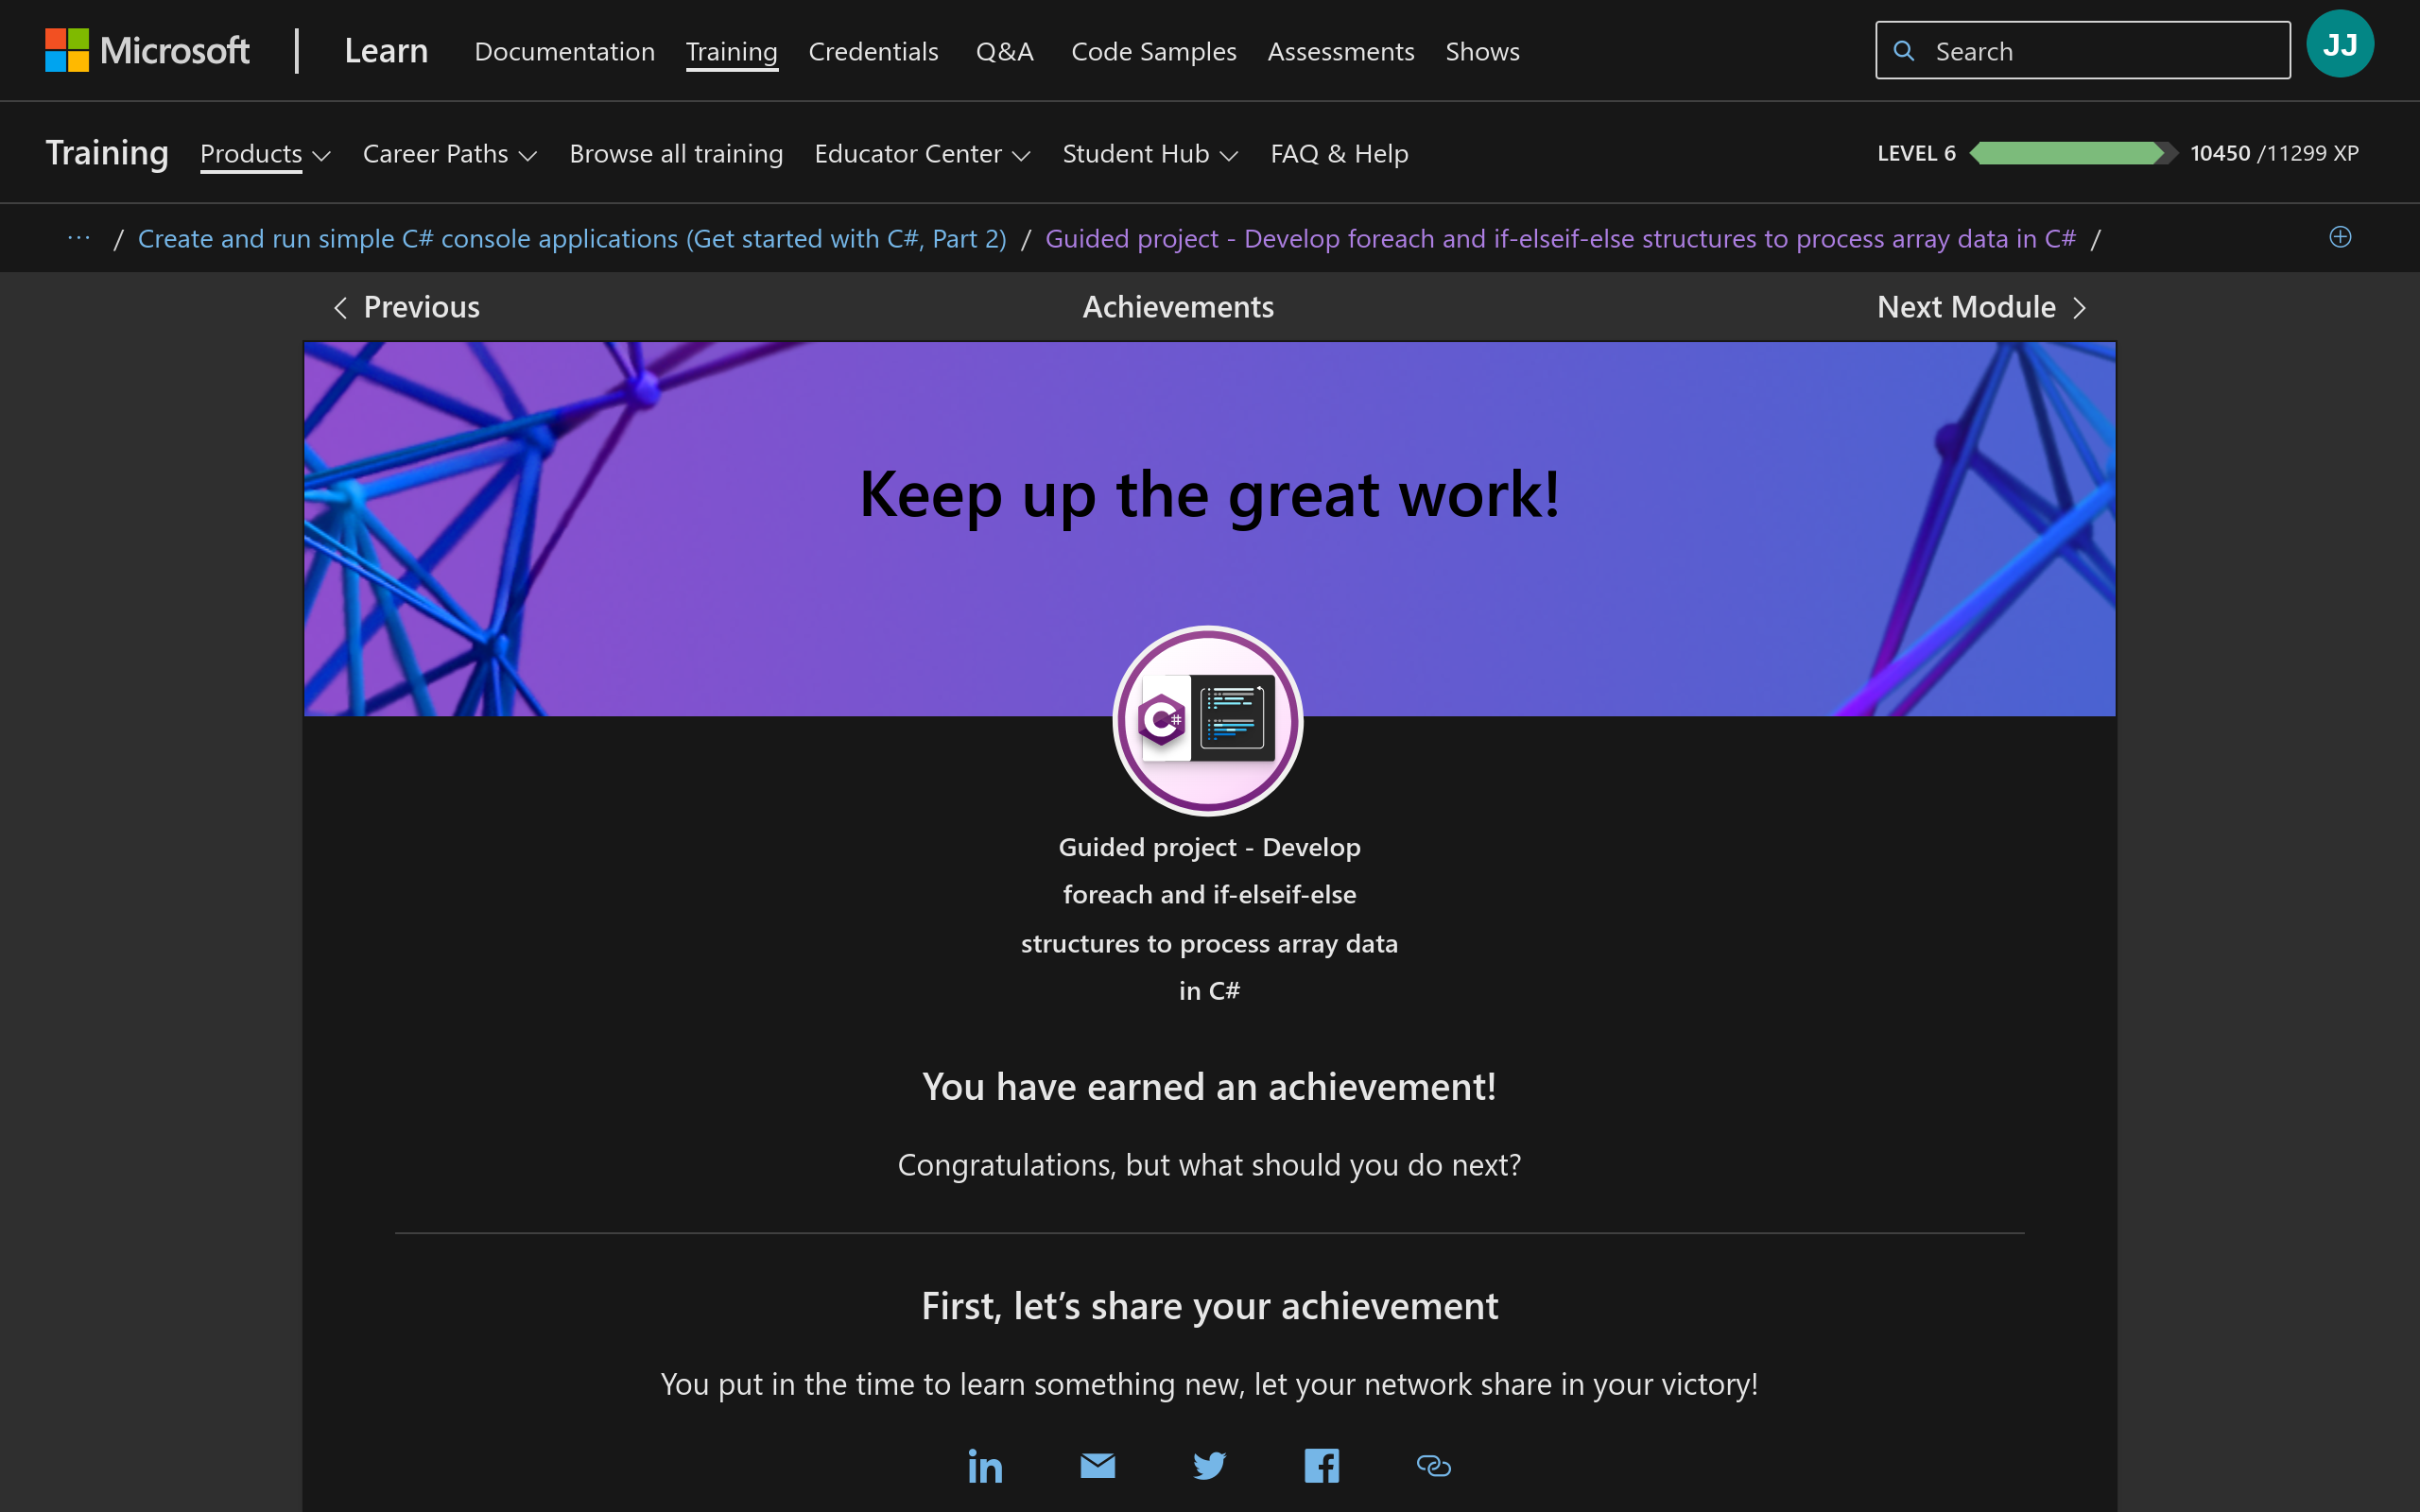 Microsoft Learn Documentation Training Credentials Q&A Code Samples Assessments Shows Search JJ
Training Products Career Paths Browse all training Educator Center Student Hub FAQ & Help LEVEL 6 10450 /11299 XP
··· / Create and run simple C# console applications (Get started with C#, Part 2) / Guided project - Develop foreach and if-elseif-else structures to process array data in C# /
Previous Achievements Next Module
Keep up the great work!
C#
Guided project - Develop
foreach and if-elseif-else
structures to process array data
in C#
You have earned an achievement!
Congratulations, but what should you do next?
First, let’s share your achievement
You put in the time to learn something new, let your network share in your victory!